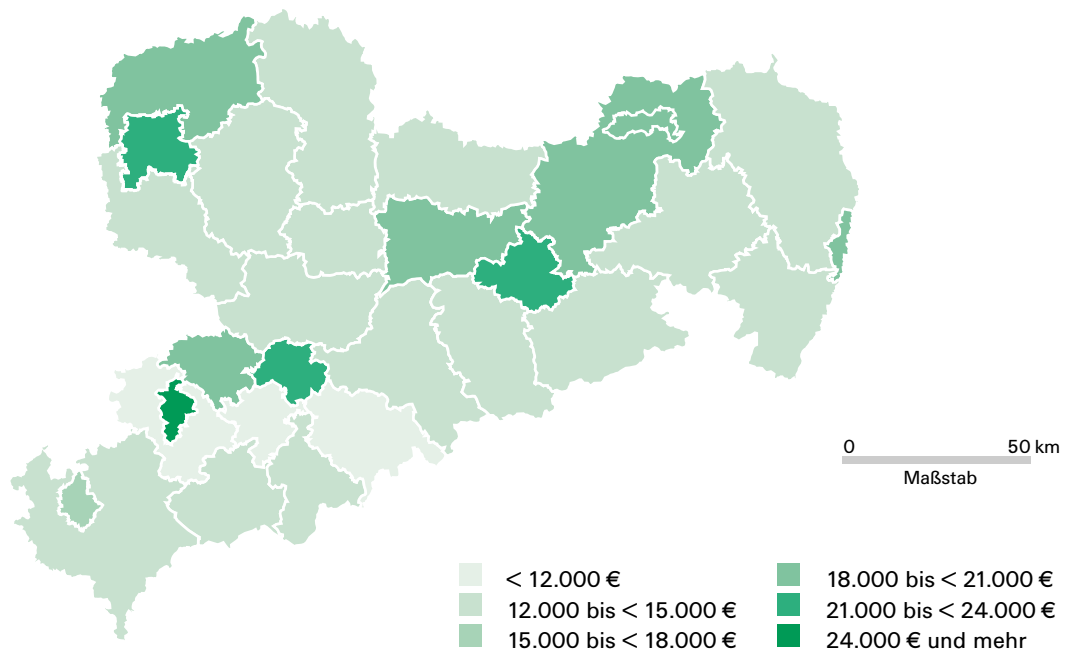 0 50 km
Maßstab
< 12.000 €
12.000 bis < 15.000 €
15.000 bis < 18.000 €
18.000 bis < 21.000 €
21.000 bis < 24.000 €
24.000 € und mehr